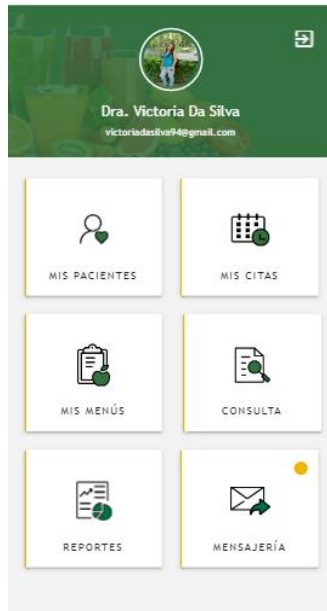 Dra. Victoria Da Silva
victoriadasilva94@gmail.com
MIS PACIENTES
MIS CITAS
MIS MENÚS
CONSULTA
REPORTES
MENSAJERÍA